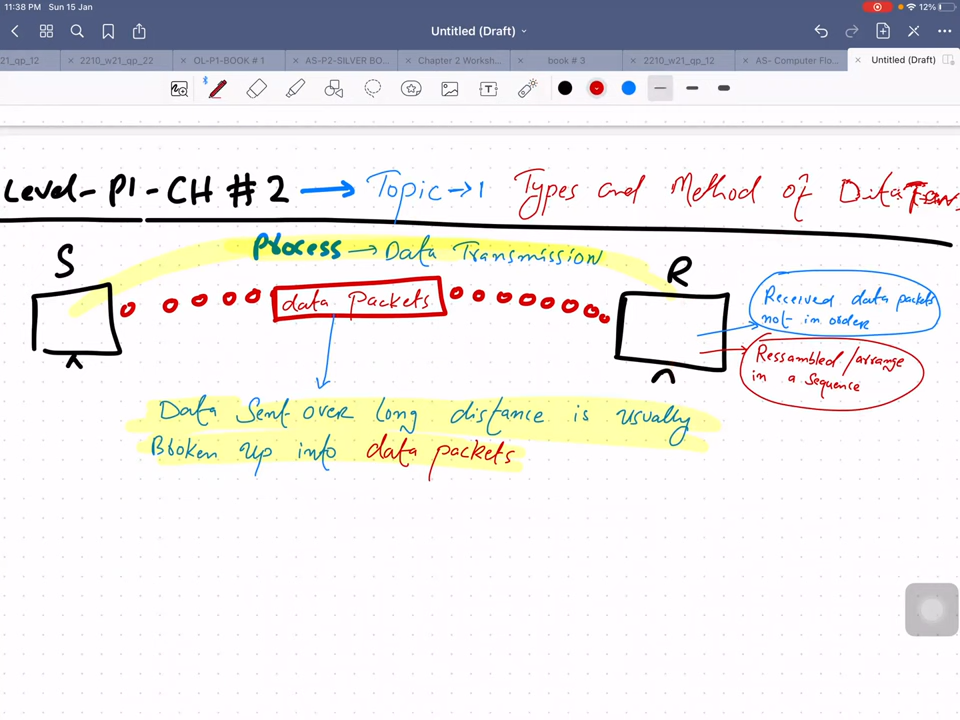 11:38 PM Sun 15 Jan
12%
Untitled (Draft)
21_qp_12
2210_w21_qp_22
OL-P1-BOOK # 1
AS-P2-SILVER BO...
Chapter 2 Worksh...
book # 3
2210_w21_qp_12
AS- Computer Flo...
Untitled (Draft)
Level-P1-CH # 2 → Topic → 1 Types and Method of Data Trans
Process → Data Transmission
S
R
data Packets
Received data packets
not in order
Ressambled / arrange
in a sequence
Data Sent over long distance is usually
Broken up into data packets